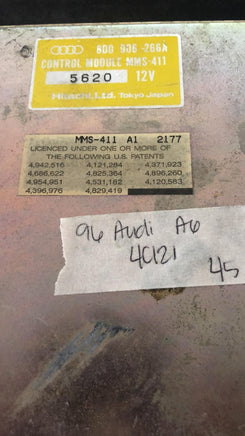 8D0 906 266A
CONTROL MODULE MMS-411
5620 12V
Hitachi, Ltd. Tokyo Japan
MMS-411 A1 2177
LICENCED UNDER ONE OR MORE OF
THE FOLLOWING U.S. PATENTS
4,942,516 4,121,284 4,371,923
4,686,622 4,825,364 4,896,260
4,954,951 4,531,182 4,120,583
4,396,976 4,829,419
96 Audi A6
4C121
45